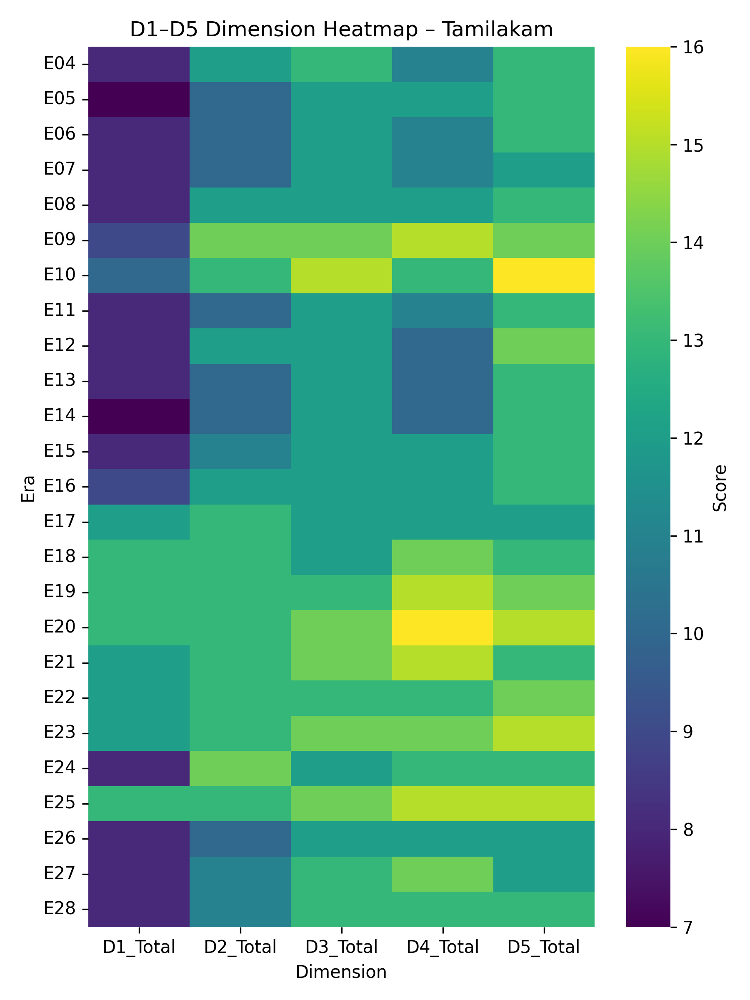 D1–D5 Dimension Heatmap – Tamilakam
E04
E05
E06
E07
E08
E09
E10
E11
E12
E13
E14
E15
E16
E17
E18
E19
E20
E21
E22
E23
E24
E25
E26
E27
E28
Era
D1_Total D2_Total D3_Total D4_Total D5_Total
Dimension
16
15
14
13
12
11
10
9
8
7
Score